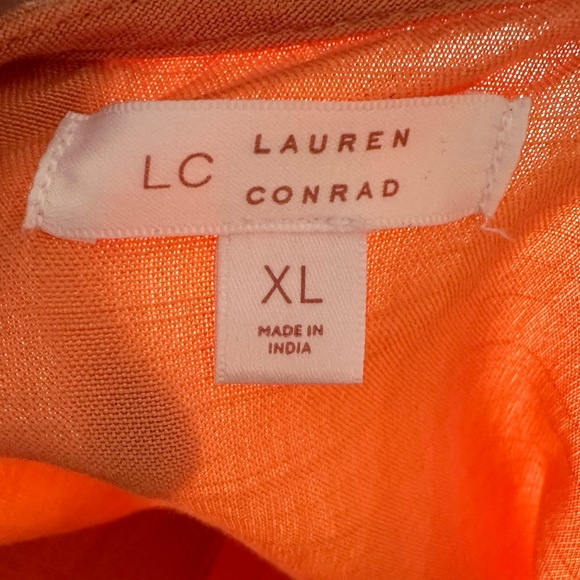 LC LAUREN
CONRAD
XL
MADE IN
INDIA